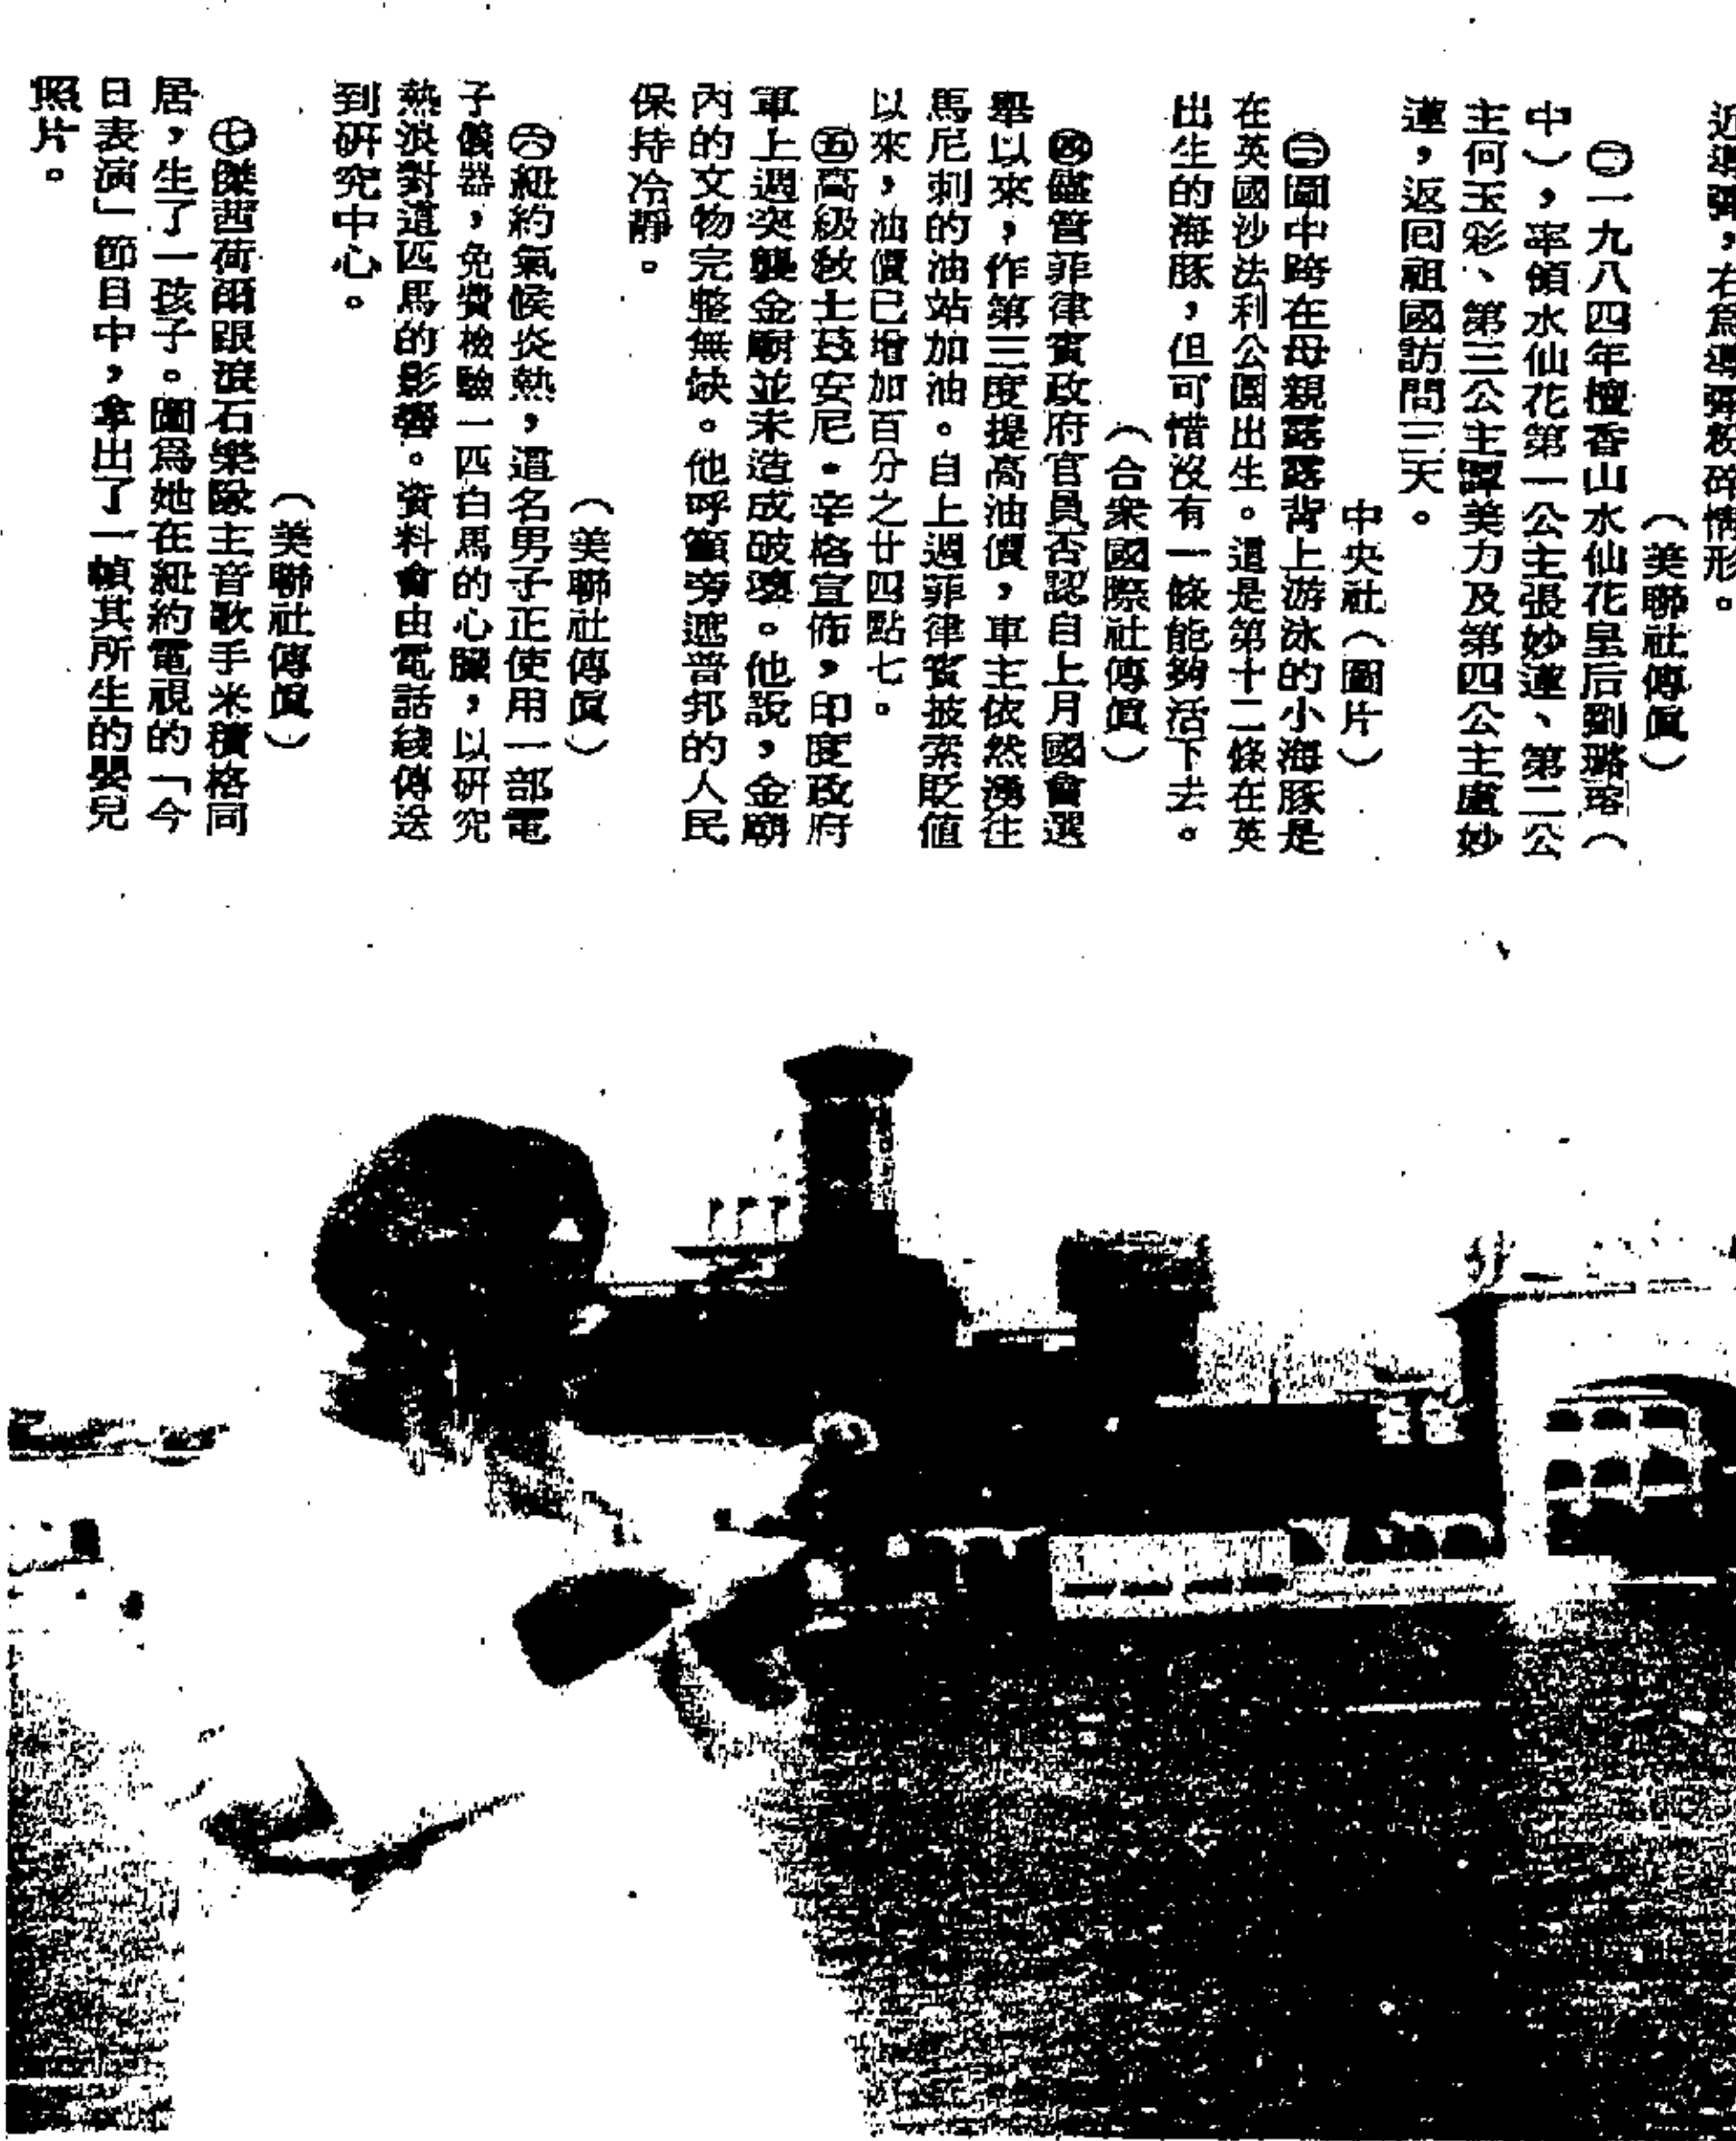 近導彈，右爲導彈粉碎情形。
（美聯社傳眞）
㊁一九八四年檀香山水仙花皇后劉璐瑢（
中），率領水仙花第一公主張妙蓮、第二公
主何玉彩、第三公主譚美力及第四公主盧妙
蓮，返回祖國訪問三天。
中央社（圖片）
㊂圖中跨在母親露露背上游泳的小海豚是
在英國沙法利公園出生。這是第十二條在英
出生的海豚，但可惜沒有一條能夠活下去。
（合衆國際社傳眞）
㊃儘管菲律賓政府官員否認自上月國會選
舉以來，作第三度提高油價，車主依然湧往
馬尼刺的油站加油。自上週菲律賓披索貶值
以來，油價已增加百分之廿四點七。
㊄高級敎士芭安尼・辛格宣佈，印度政府
軍上週突襲金廟並未造成破壞。他說，金廟
內的文物完整無缺。他呼籲旁遮普邦的人民
保持冷靜。
（美聯社傳眞）
㊅紐約氣候炎熱，這名男子正使用一部電
子儀器，免費檢驗一匹白馬的心臟，以研究
熱浪對這匹馬的影響。資料會由電話綫傳送
到研究中心。
（美聯社傳眞）
㊆傑茜荷爾跟滾石樂隊主音歌手米積格同
居，生了一孩子。圖爲她在紐約電視的「今
日表演」節目中，拿出了一幀其所生的嬰兒
照片。